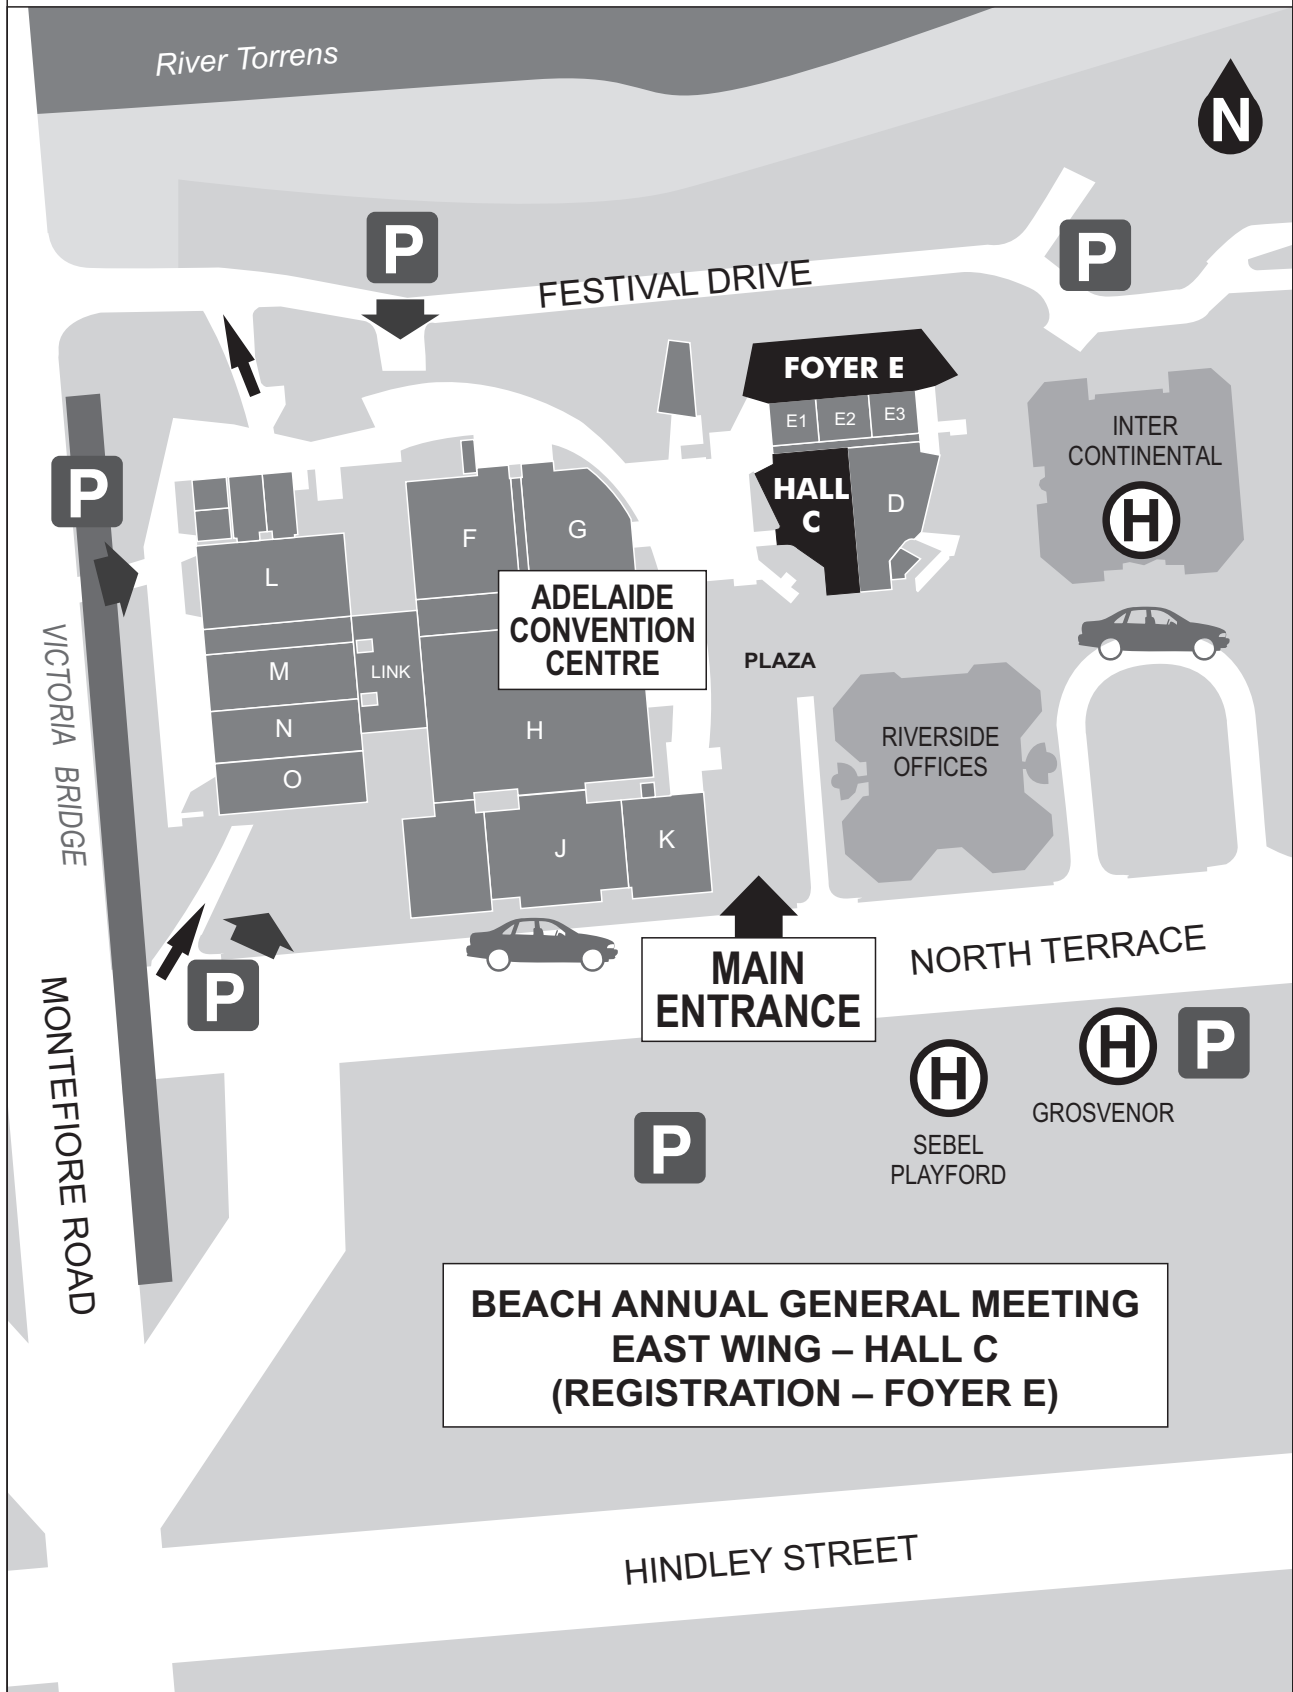 River Torrens
N
P
P
FESTIVAL DRIVE
FOYER E
E1
E2
E3
INTER
CONTINENTAL
H
P
HALL
C
D
F
G
L
ADELAIDE
CONVENTION
CENTRE
VICTORIA BRIDGE
M
LINK
PLAZA
N
H
RIVERSIDE
OFFICES
O
J
K
MAIN
ENTRANCE
NORTH TERRACE
P
MONTEFIORE ROAD
H
SEBEL
PLAYFORD
H
GROSVENOR
P
P
BEACH ANNUAL GENERAL MEETING
EAST WING – HALL C
(REGISTRATION – FOYER E)
HINDLEY STREET